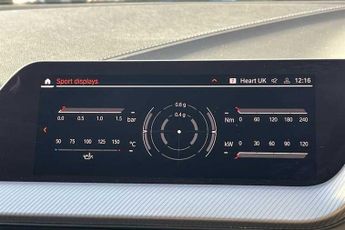 Sport displays
Heart UK
12:16
0.0 0.5 1.0 1.5 bar
50 75 100 125 150 °C
0.6 g
0.4 g
Nm 0 60 120 180 240
kW 0 30 60 90 120